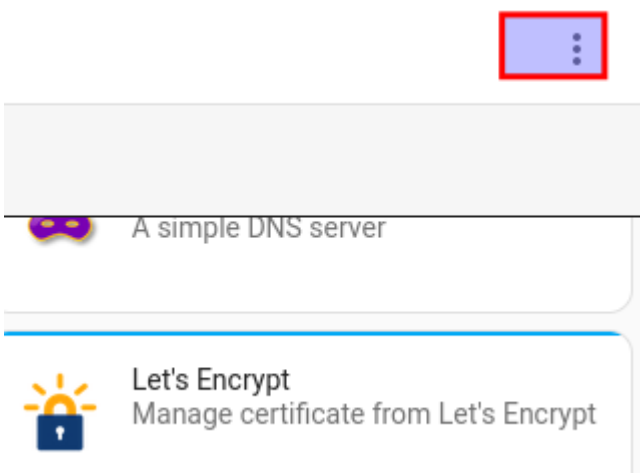 A simple DNS server
Let's Encrypt
Manage certificate from Let's Encrypt